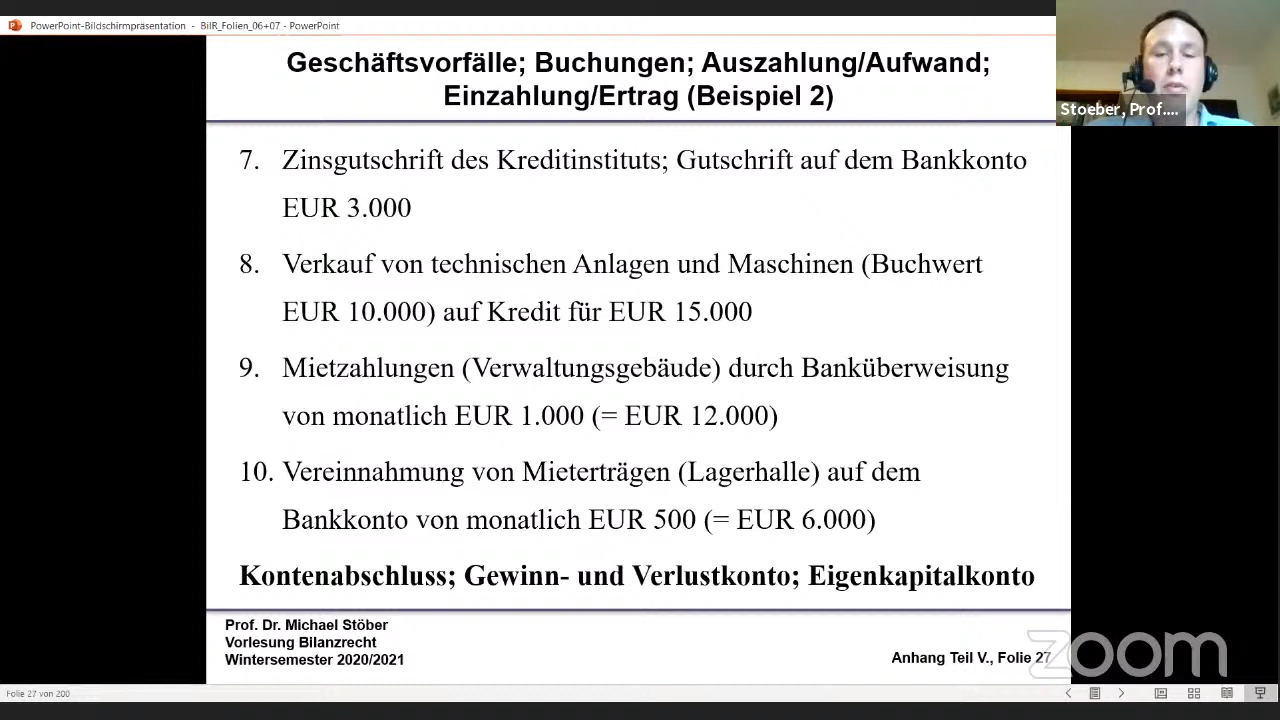 PowerPoint-Bildschirmpräsentation - BilR_Folien_06+07 - PowerPoint
Stoeber, Prof....
Geschäftsvorfälle; Buchungen; Auszahlung/Aufwand;
Einzahlung/Ertrag (Beispiel 2)
7. Zinsgutschrift des Kreditinstituts; Gutschrift auf dem Bankkonto
EUR 3.000
8. Verkauf von technischen Anlagen und Maschinen (Buchwert
EUR 10.000) auf Kredit für EUR 15.000
9. Mietzahlungen (Verwaltungsgebäude) durch Banküberweisung
von monatlich EUR 1.000 (= EUR 12.000)
10. Vereinnahmung von Mieterträgen (Lagerhalle) auf dem
Bankkonto von monatlich EUR 500 (= EUR 6.000)
Kontenabschluss; Gewinn- und Verlustkonto; Eigenkapitalkonto
Prof. Dr. Michael Stöber
Vorlesung Bilanzrecht
Wintersemester 2020/2021
Anhang Teil V., Folie 27
zoom
Folie 27 von 200